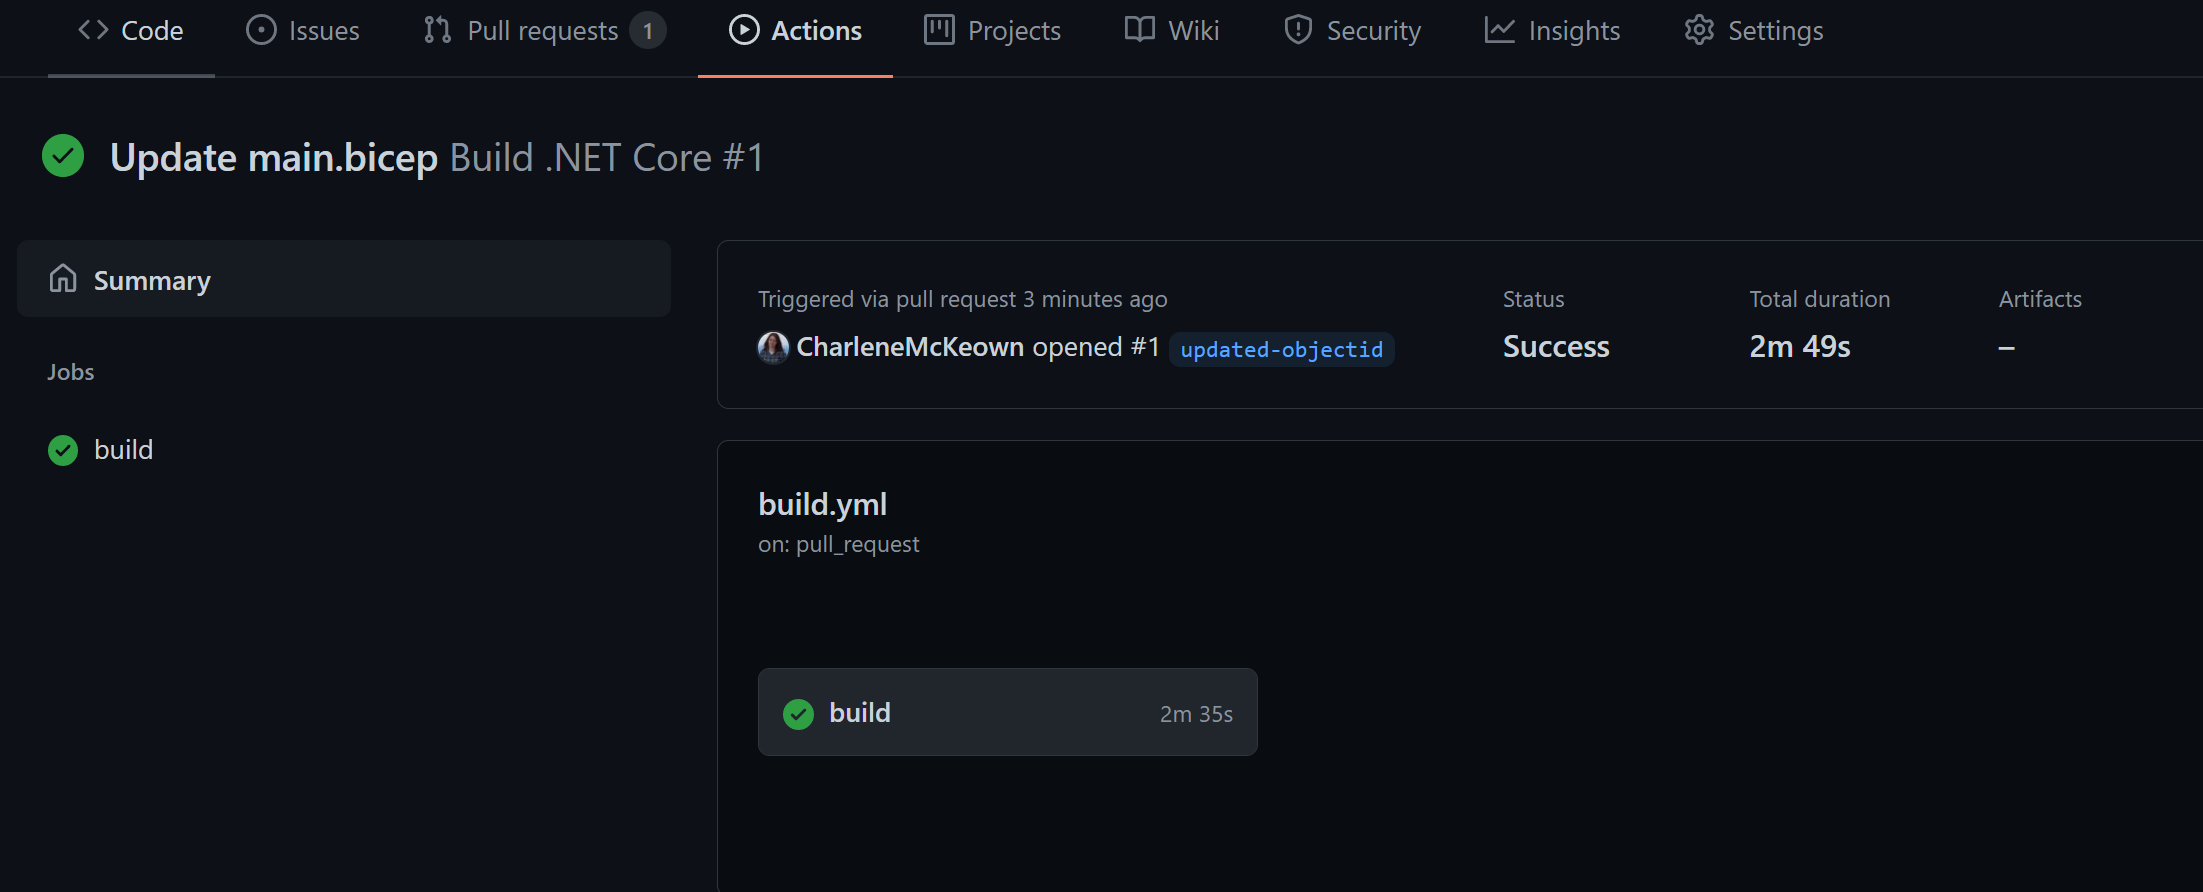 Code Issues Pull requests 1 Actions Projects Wiki Security Insights Settings
Update main.bicep Build .NET Core #1
Summary
Jobs
build
Triggered via pull request 3 minutes ago
CharleneMcKeown opened #1 updated-objectid
Status
Success
Total duration
2m 49s
Artifacts
–
build.yml
on: pull_request
build 2m 35s